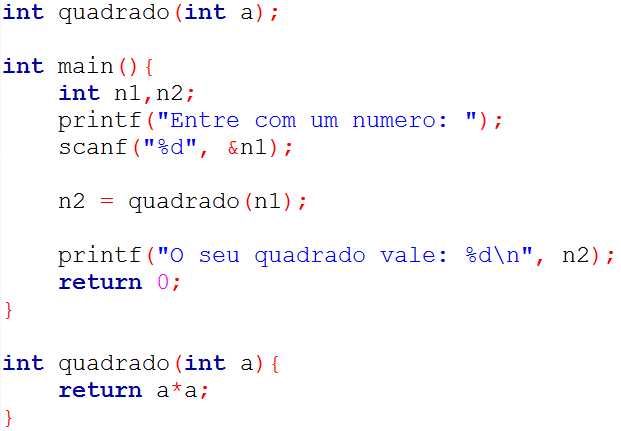 int quadrado(int a);
int main(){
    int n1,n2;
    printf("Entre com um numero: ");
    scanf("%d", &n1);
    n2 = quadrado(n1);
    printf("O seu quadrado vale: %d\n", n2);
    return 0;
}
int quadrado(int a){
    return a*a;
}